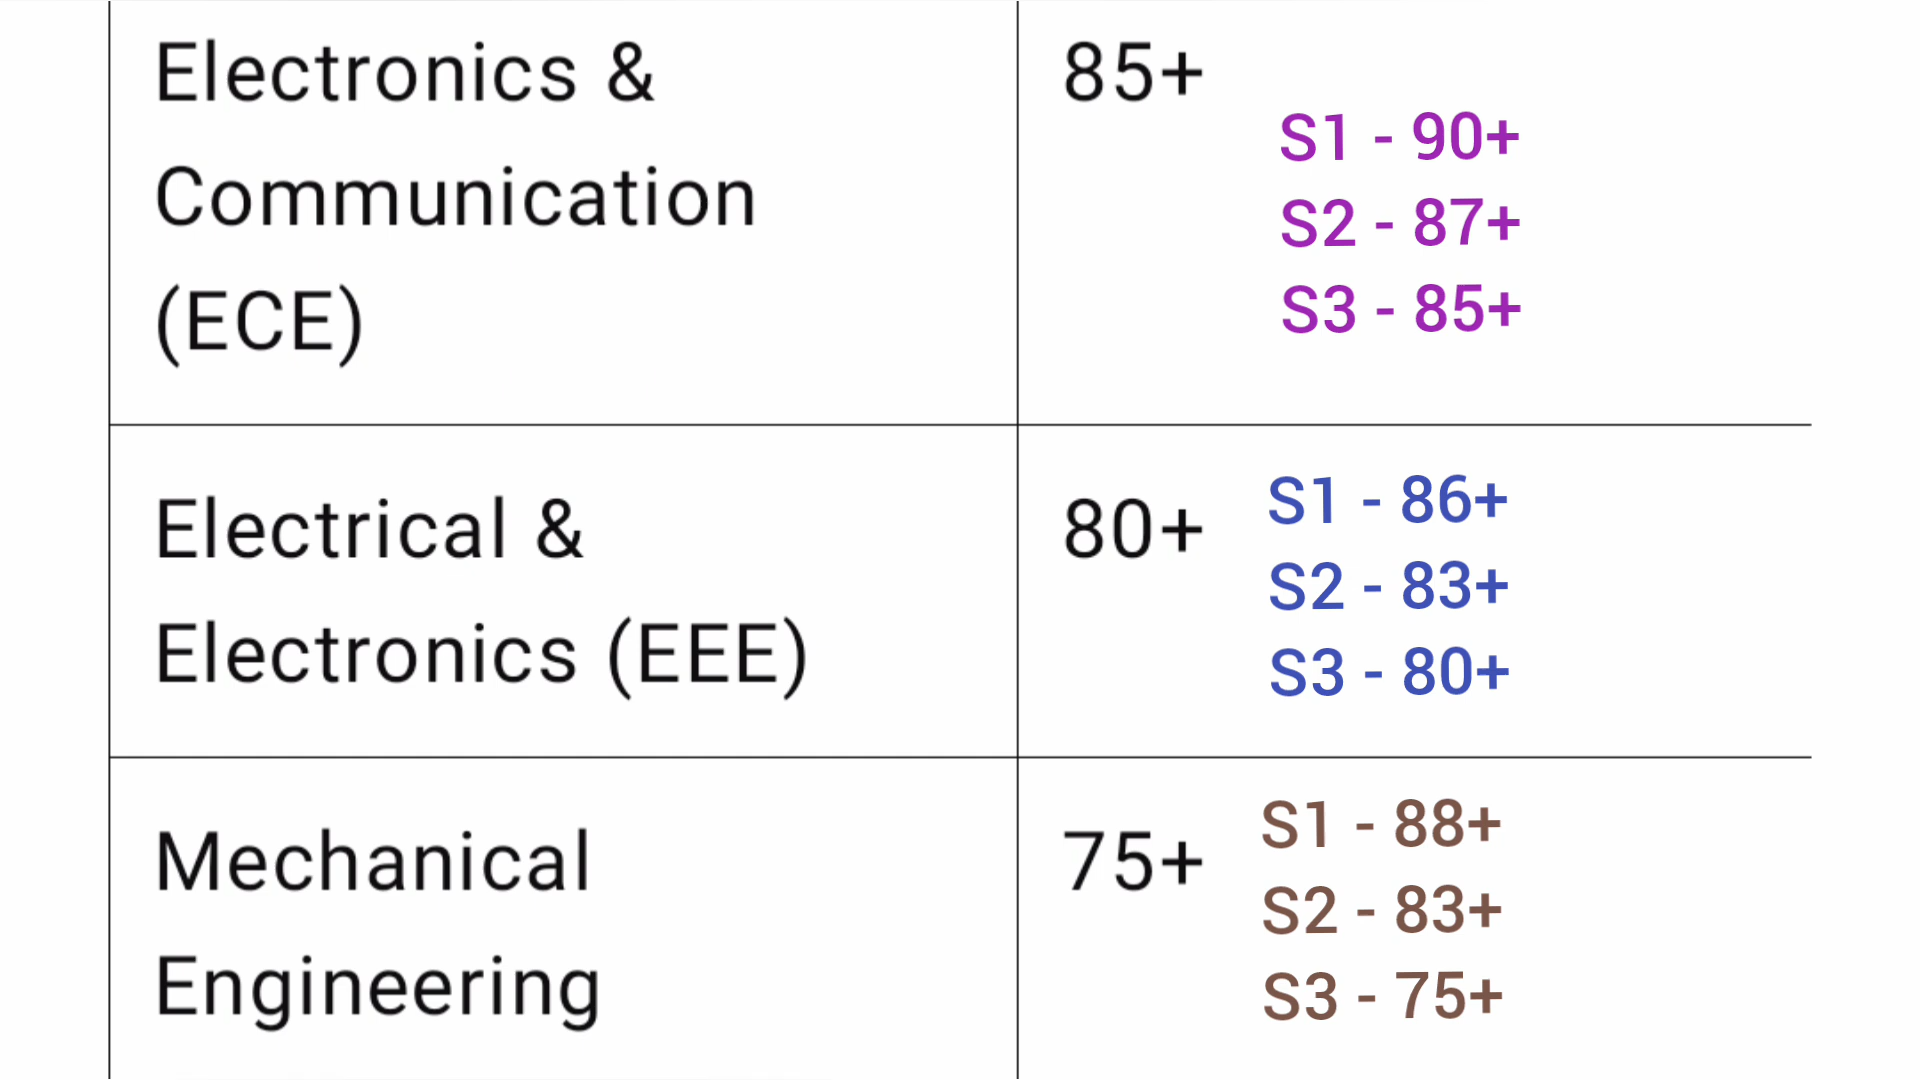 Electronics &
Communication
(ECE)
85+
S1 - 90+
S2 - 87+
S3 - 85+
Electrical &
Electronics (EEE)
80+
S1 - 86+
S2 - 83+
S3 - 80+
Mechanical
Engineering
75+
S1 - 88+
S2 - 83+
S3 - 75+